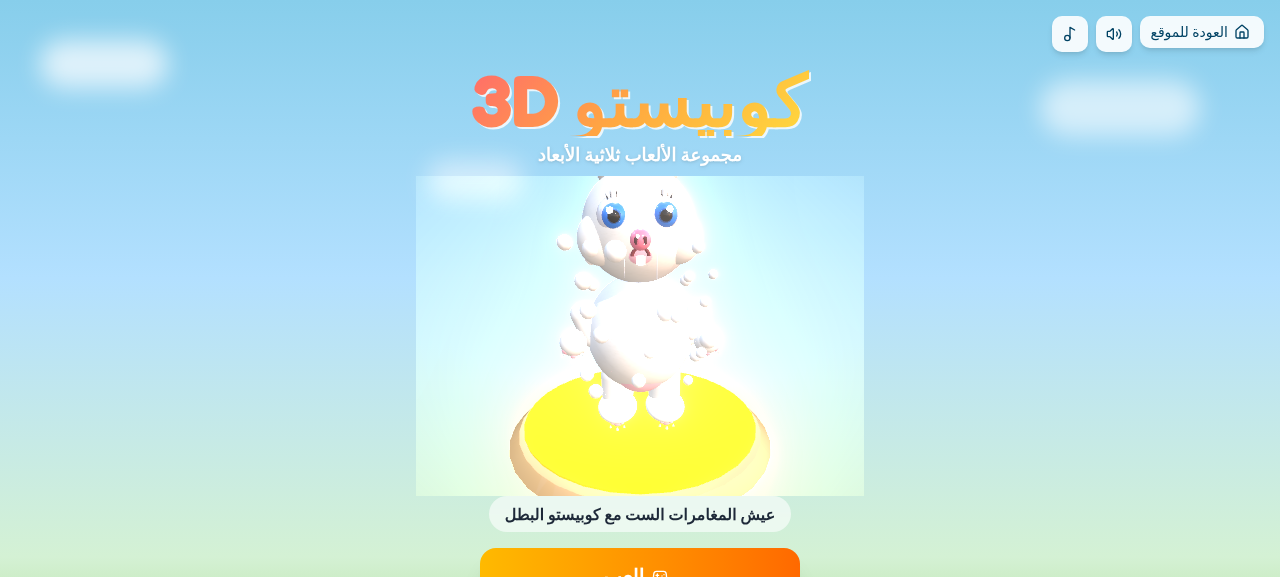 العودة للموقع
كوبيستو 3D
مجموعة الألعاب ثلاثية الأبعاد
عيش المغامرات الست مع كوبيستو البطل